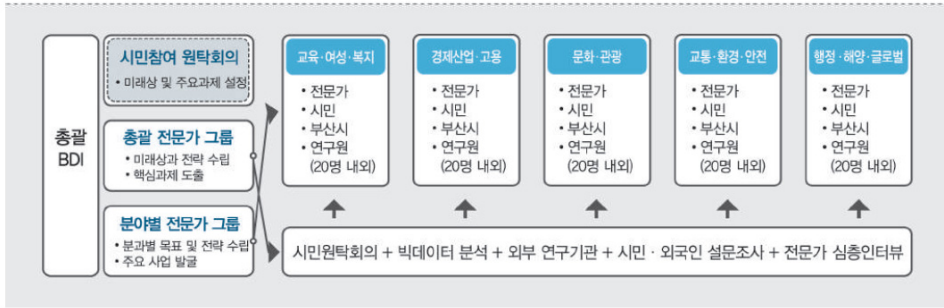 총괄
BDI
시민참여 원탁회의
• 미래상 및 주요과제 설정
총괄 전문가 그룹
• 미래상과 전략 수립
• 핵심과제 도출
분야별 전문가 그룹
• 분과별 목표 및 전략 수립
• 주요 사업 발굴
교육·여성·복지
• 전문가
• 시민
• 부산시
• 연구원
(20명 내외)
경제산업·고용
• 전문가
• 시민
• 부산시
• 연구원
(20명 내외)
문화·관광
• 전문가
• 시민
• 부산시
• 연구원
(20명 내외)
교통·환경·안전
• 전문가
• 시민
• 부산시
• 연구원
(20명 내외)
행정·해양·글로벌
• 전문가
• 시민
• 부산시
• 연구원
(20명 내외)
시민원탁회의 + 빅데이터 분석 + 외부 연구기관 + 시민 · 외국인 설문조사 + 전문가 심층인터뷰